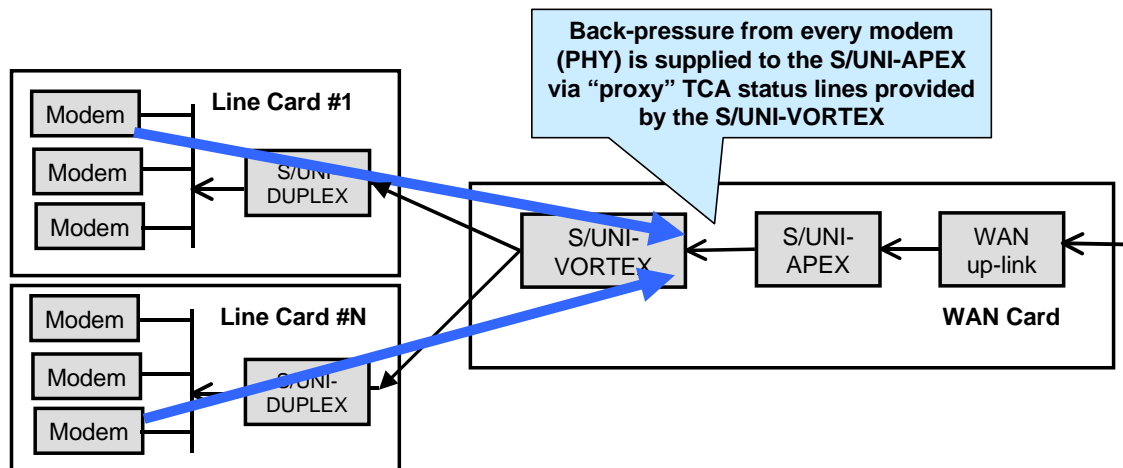 Back-pressure from every modem
(PHY) is supplied to the S/UNI-APEX
via “proxy” TCA status lines provided
by the S/UNI-VORTEX
Line Card #1
Modem
Modem
Modem
S/UNI-
DUPLEX
S/UNI-
VORTEX
S/UNI-
APEX
WAN
up-link
WAN Card
Line Card #N
Modem
Modem
Modem
S/UNI-
DUPLEX